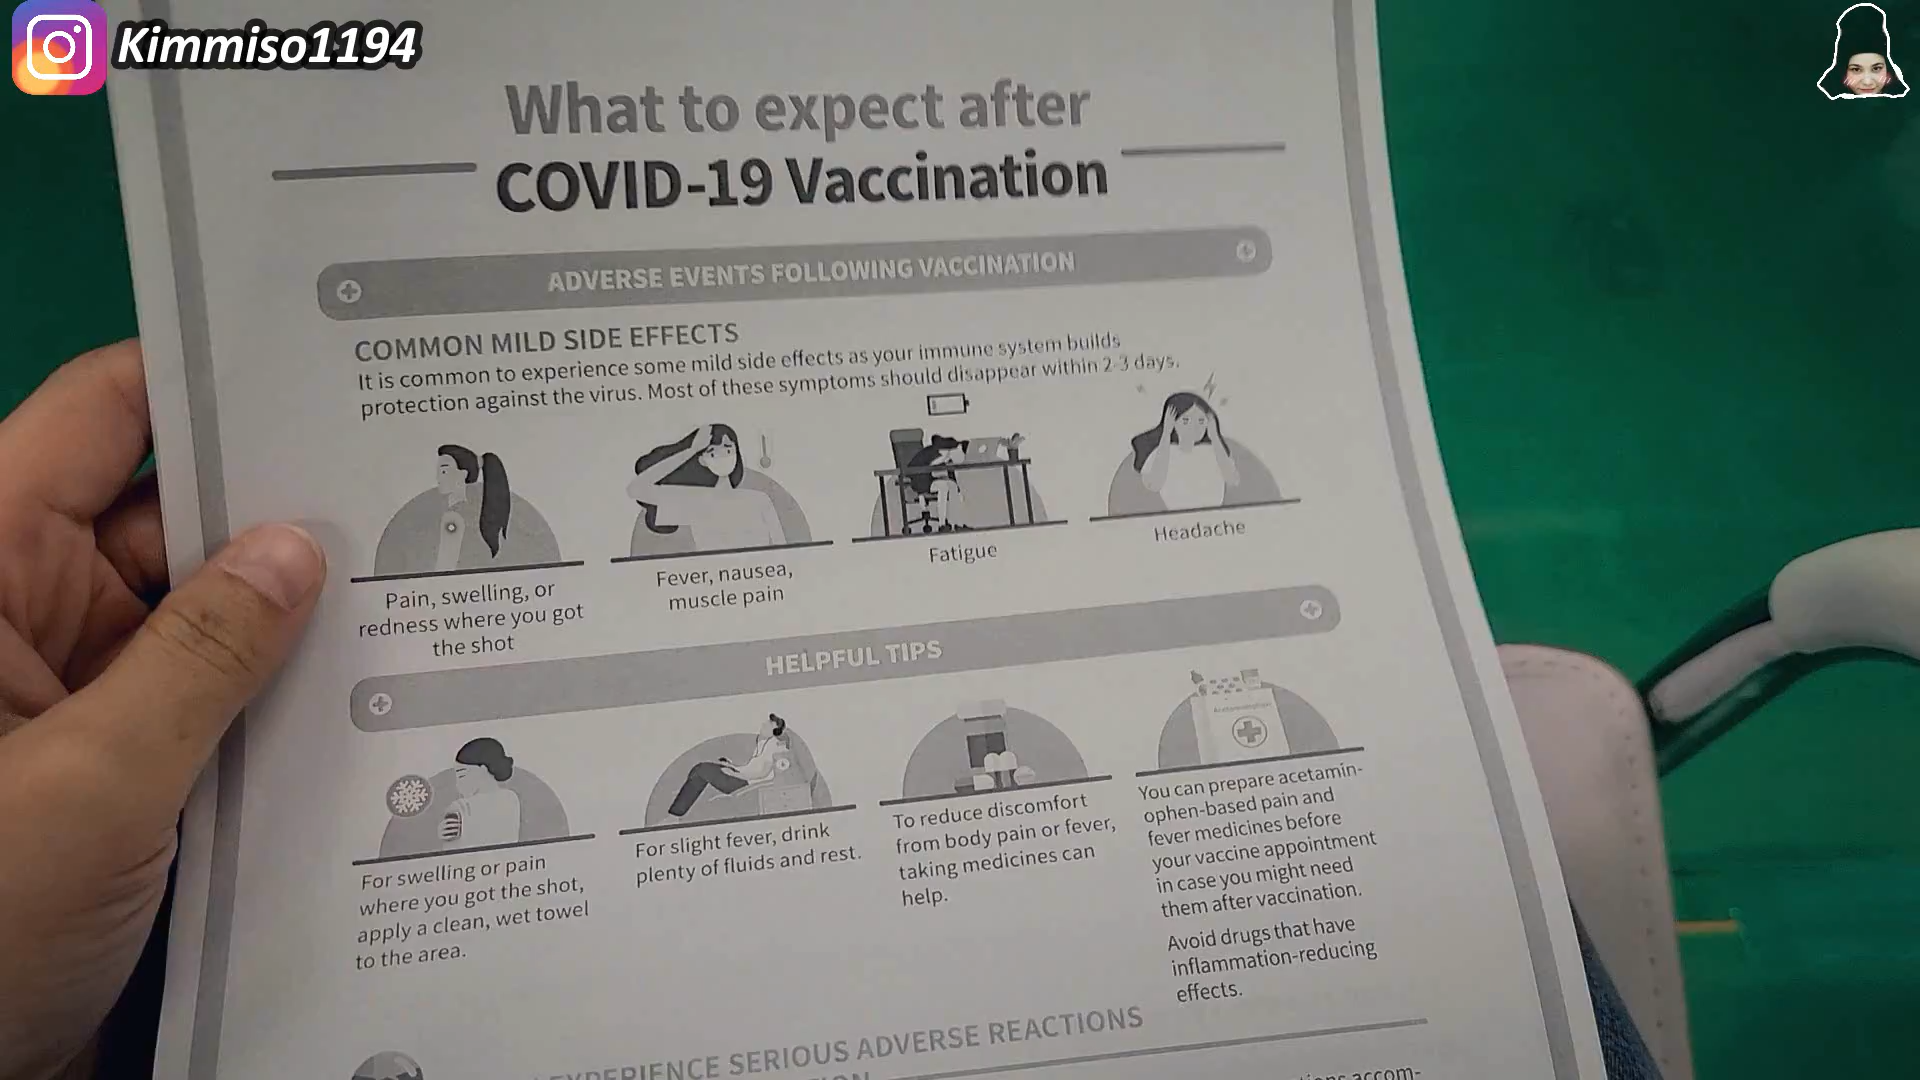 Kimmiso1194
What to expect after
COVID-19 Vaccination
ADVERSE EVENTS FOLLOWING VACCINATION
COMMON MILD SIDE EFFECTS
It is common to experience some mild side effects as your immune system builds
protection against the virus. Most of these symptoms should disappear within 2-3 days.
Pain, swelling, or
redness where you got
the shot
Fever, nausea,
muscle pain
Fatigue
Headache
HELPFUL TIPS
For swelling or pain
where you got the shot,
apply a clean, wet towel
to the area.
For slight fever, drink
plenty of fluids and rest.
To reduce discomfort
from body pain or fever,
taking medicines can
help.
You can prepare acetamin-
ophen-based pain and
fever medicines before
your vaccine appointment
in case you might need
them after vaccination.
Avoid drugs that have
inflammation-reducing
effects.
EXPERIENCE SERIOUS ADVERSE REACTIONS
accom-